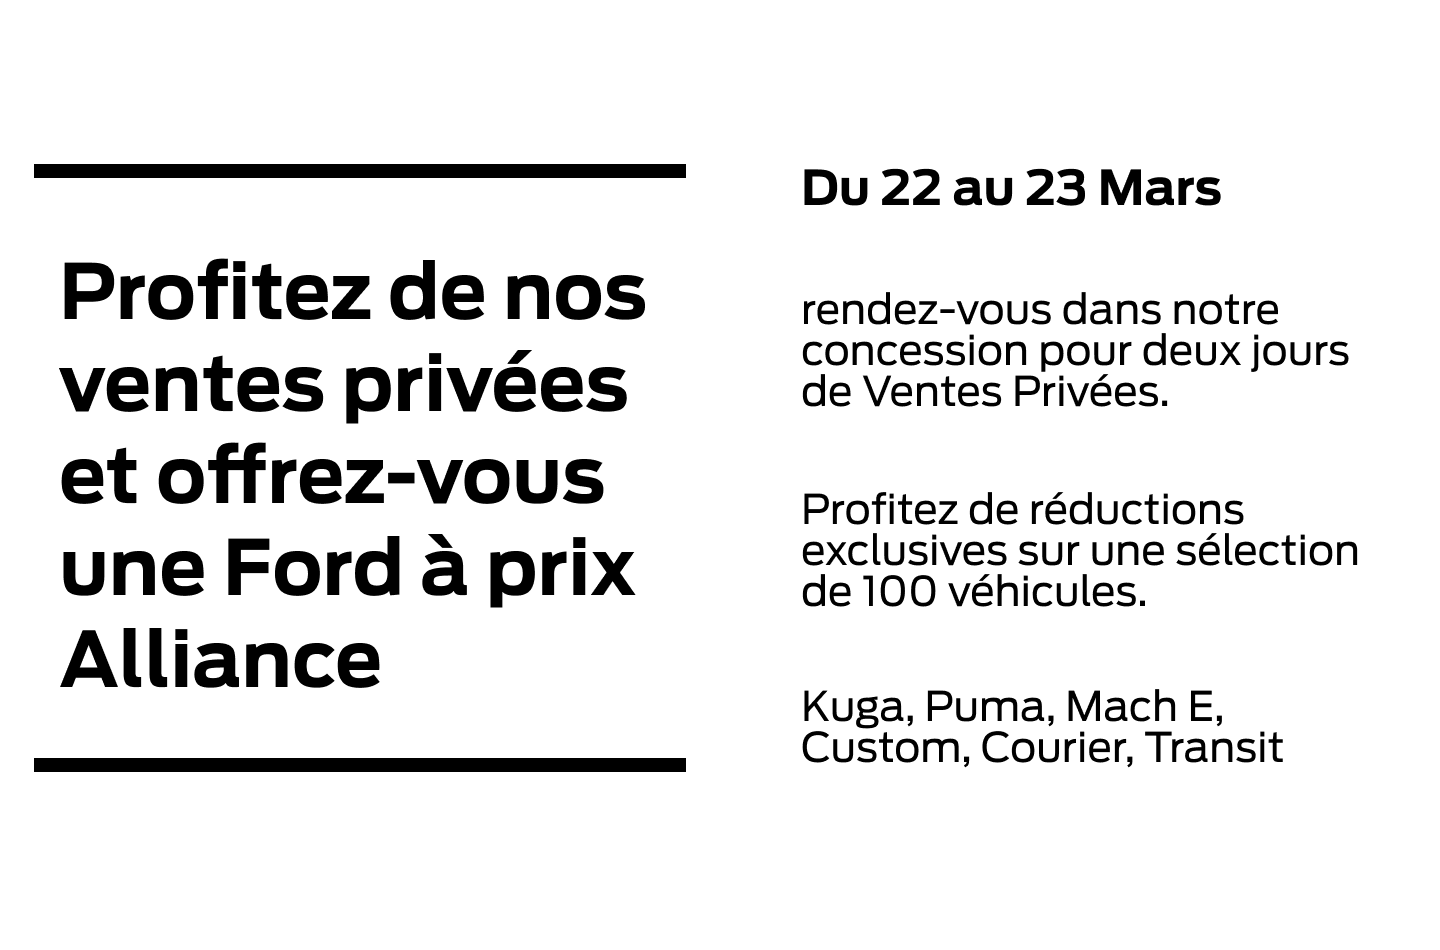 Profitez de nos
ventes privées
et offrez-vous
une Ford à prix
Alliance
Du 22 au 23 Mars
rendez-vous dans notre
concession pour deux jours
de Ventes Privées.
Profitez de réductions
exclusives sur une sélection
de 100 véhicules.
Kuga, Puma, Mach E,
Custom, Courier, Transit